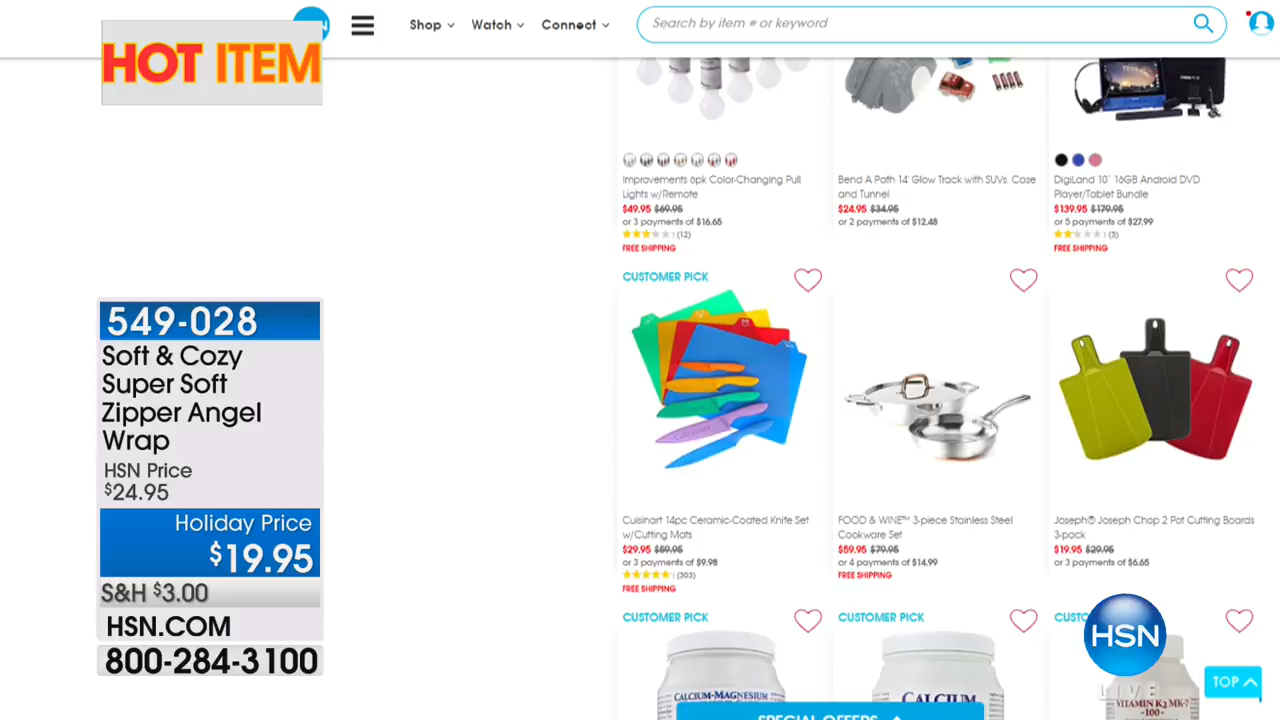 HOT ITEM
Shop
Watch
Connect
Search by item # or keyword
Improvements 6pk Color-Changing Pull
Lights w/Remote
$49.95 $69.95
or 3 payments of $16.65
(12)
FREE SHIPPING
Bend A Path 14' Glow Track with SUVs, Case
and Tunnel
$24.95 $34.95
or 2 payments of $12.48
DigiLand 10" 16GB Android DVD
Player/Tablet Bundle
$139.95 $179.95
or 5 payments of $27.99
(3)
FREE SHIPPING
549-028
Soft & Cozy
Super Soft
Zipper Angel
Wrap
HSN Price
$24.95
Holiday Price
$19.95
S&H $3.00
HSN.COM
800-284-3100
CUSTOMER PICK
Cuisinart 14pc Ceramic-Coated Knife Set
w/Cutting Mats
$29.95 $59.95
or 3 payments of $9.98
(303)
FREE SHIPPING
FOOD & WINE™ 3-piece Stainless Steel
Cookware Set
$59.95 $79.95
or 4 payments of $14.99
FREE SHIPPING
Joseph® Joseph Chop 2 Pot Cutting Boards
3-pack
$19.95 $29.95
or 3 payments of $6.65
CUSTOMER PICK
CUSTOMER PICK
CALCIUM-MAGNESIUM
CALCIUM
VITAMIN K2 MK-7
-100-
HSN
LIVE
TOP
SPECIAL OFFERS